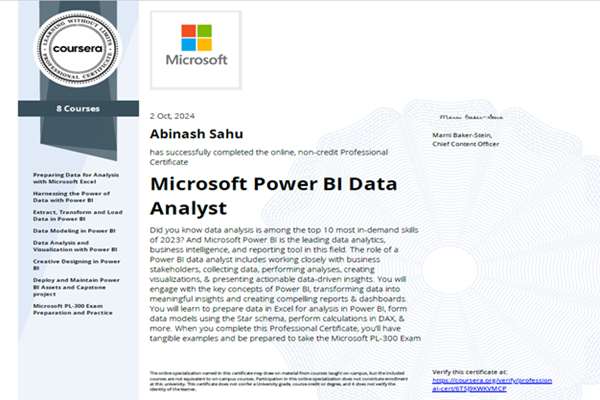 LEARNING WITHOUT LIMITS
coursera
PROFESSIONAL CERTIFICATE
8 Courses
Preparing Data for Analysis
with Microsoft Excel
Harnessing the Power of
Data with Power BI
Extract, Transform and Load
Data in Power BI
Data Modeling in Power BI
Data Analysis and
Visualization with Power BI
Creative Designing in Power
BI
Deploy and Maintain Power
BI Assets and Capstone
project
Microsoft PL-300 Exam
Preparation and Practice
Microsoft
2 Oct, 2024
Abinash Sahu
has successfully completed the online, non-credit Professional
Certificate
Microsoft Power BI Data
Analyst
Did you know data analysis is among the top 10 most in-demand skills
of 2023? And Microsoft Power BI is the leading data analytics,
business intelligence, and reporting tool in this field. The role of a
Power BI data analyst includes working closely with business
stakeholders, collecting data, performing analyses, creating
visualizations, & presenting actionable data-driven insights. You will
engage with the key concepts of Power BI, transforming data into
meaningful insights and creating compelling reports & dashboards.
You will learn to prepare data in Excel for analysis in Power BI, form
data models using the Star schema, perform calculations in DAX, &
more. When you complete this Professional Certificate, you'll have
tangible examples and be prepared to take the Microsoft PL-300 Exam
The online specialization named in this certificate may draw on material from courses taught on-campus, but the included
courses are not equivalent to on-campus courses. Participation in this online specialization does not constitute enrollment
at this university. This certificate does not confer a University grade, course credit or degree, and it does not verify the
identity of the learner.
Marni Baker-Stein
Marni Baker-Stein,
Chief Content Officer
Verify this certificate at:
https://coursera.org/verify/profession
al-cert/6TSJ9KWKVMCP